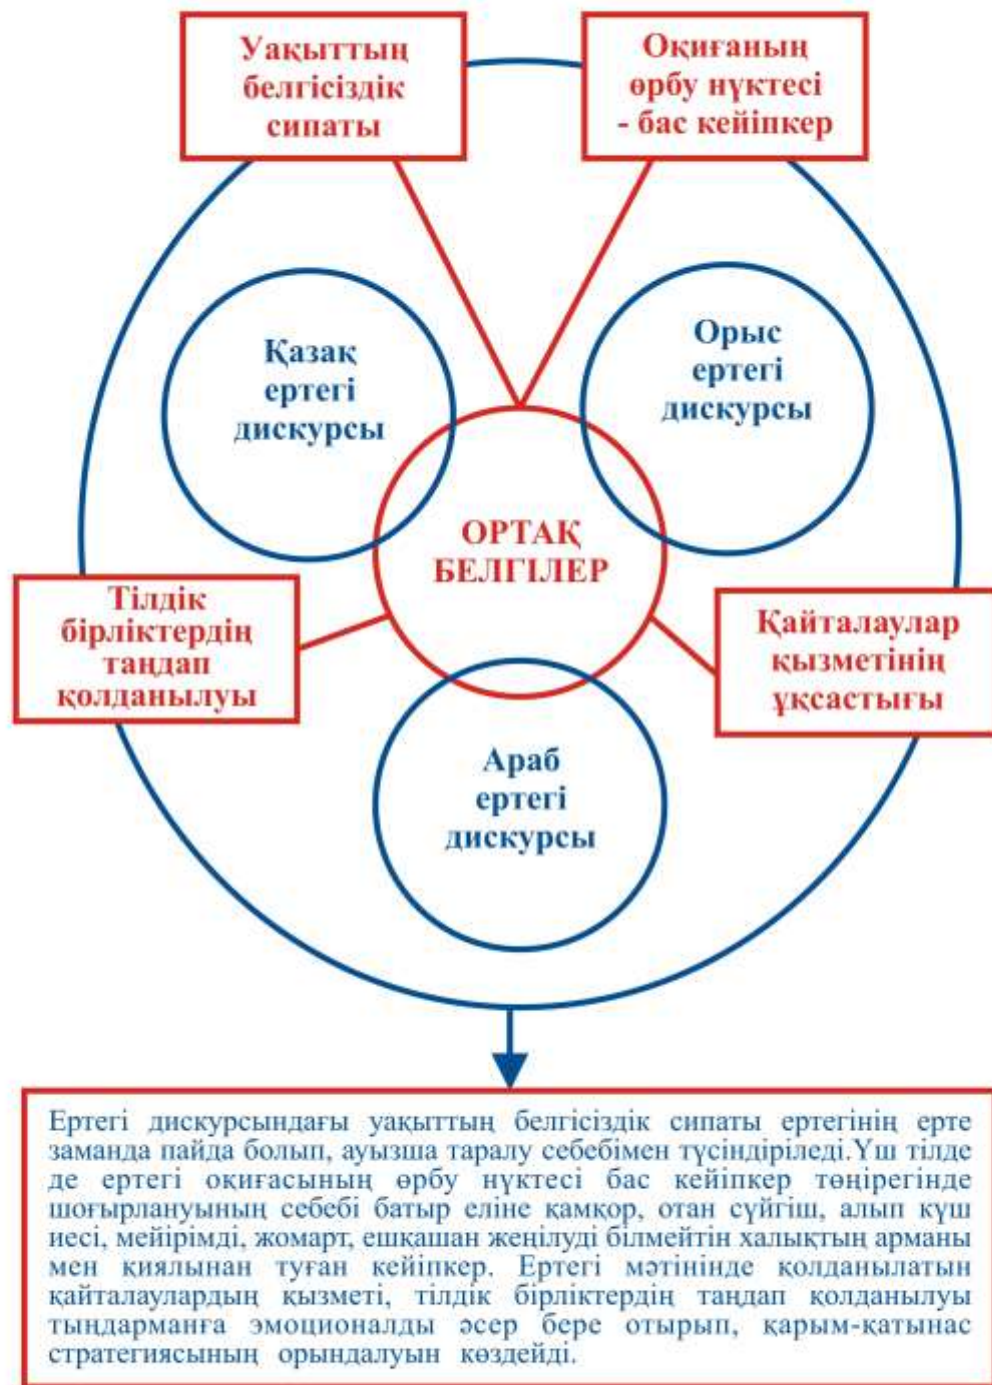 Уақыттың
белгісіздік
сипаты
Оқиғаның
өрбу нүктесі
- бас кейіпкер
Қазақ
ертегі
дискурсы
Орыс
ертегі
дискурсы
ОРТАҚ
БЕЛГІЛЕР
Тілдік
бірліктердің
таңдап
қолданылуы
Қайталаулар
қызметінің
ұқсастығы
Араб
ертегі
дискурсы
Ертегі дискурсындағы уақыттың белгісіздік сипаты ертегінің ерте
заманда пайда болып, ауызша таралу себебімен түсіндіріледі.Үш тілде
де ертегі оқиғасының өрбу нүктесі бас кейіпкер төңірегінде
шоғырлануының себебі батыр еліне қамқор, отан сүйгіш, алып күш
иесі, мейірімді, жомарт, ешқашан жеңілуді білмейтін халықтың арманы
мен қиялынан туған кейіпкер. Ертегі мәтінінде қолданылатын
қайталаулардың қызметі, тілдік бірліктердің таңдап қолданылуы
тыңдарманға эмоционалды әсер бере отырып, қарым-қатынас
стратегиясының орындалуын көздейді.